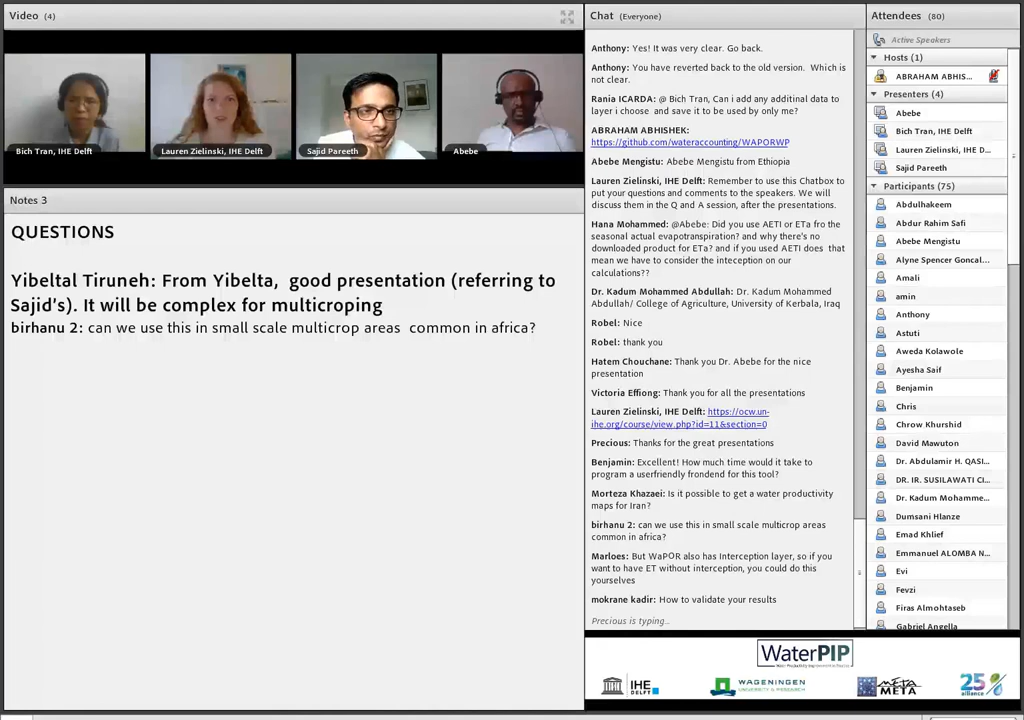 Video (4)
Bich Tran, IHE Delft
Lauren Zielinski, IHE Delft
Sajid Pareeth
Abebe
Notes 3
QUESTIONS
Yibeltal Tiruneh: From Yibelta, good presentation (referring to
Sajid's). It will be complex for multicroping
birhanu 2: can we use this in small scale multicrop areas common in africa?
Chat (Everyone)
Anthony: Yes! It was very clear. Go back.
Anthony: You have reverted back to the old version. Which is
not clear.
Rania ICARDA: @ Bich Tran, Can i add any additinal data to
layer i choose and save it to be used by only me?
ABRAHAM ABHISHEK:
https://github.com/wateraccounting/WAPORWP
Abebe Mengistu: Abebe Mengistu from Ethiopia
Lauren Zielinski, IHE Delft: Remember to use this Chatbox to
put your questions and comments to the speakers. We will
discuss them in the Q and A session, after the presentations.
Hana Mohammed: @Abebe: Did you use AETI or ETa fro the
seasonal actual evapotranspiration? and why there's no
downloaded product for ETa? and if you used AETI does that
mean we have to consider the inteception on our
calculations??
Dr. Kadum Mohammed Abdullah: Dr. Kadum Mohammed
Abdullah/ College of Agriculture, University of Kerbala, Iraq
Robel: Nice
Robel: thank you
Hatem Chouchane: Thank you Dr. Abebe for the nice
presentation
Victoria Effiong: Thank you for all the presentations
Lauren Zielinski, IHE Delft: https://ocw.un-
ihe.org/course/view.php?id=11&section=0
Precious: Thanks for the great presentations
Benjamin: Excellent! How much time would it take to
program a userfriendly frondend for this tool?
Morteza Khazaei: Is it possible to get a water productivity
maps for Iran?
birhanu 2: can we use this in small scale multicrop areas
common in africa?
Marloes: But WaPOR also has Interception layer, so if you
want to have ET without interception, you could do this
yourselves
mokrane kadir: How to validate your results
Precious is typing...
Attendees (80)
Active Speakers
Hosts (1)
ABRAHAM ABHIS...
Presenters (4)
Abebe
Bich Tran, IHE Delft
Lauren Zielinski, IHE D...
Sajid Pareeth
Participants (75)
Abdulhakeem
Abdur Rahim Safi
Abebe Mengistu
Alyne Spencer Goncal...
Amali
amin
Anthony
Astuti
Aweda Kolawole
Ayesha Saif
Benjamin
Chris
Chrow Khurshid
David Mawuton
Dr. Abdulamir H. QASI...
DR. IR. SUSILAWATI CI...
Dr. Kadum Mohamme...
Dumsani Hlanze
Emad Khlief
Emmanuel ALOMBA N...
Evi
Fevzi
Firas Almohtaseb
Gabriel Angella
WaterPIP
IHE
DELFT
WAGENINGEN
UNIVERSITY & RESEARCH
META
META
25
alliance